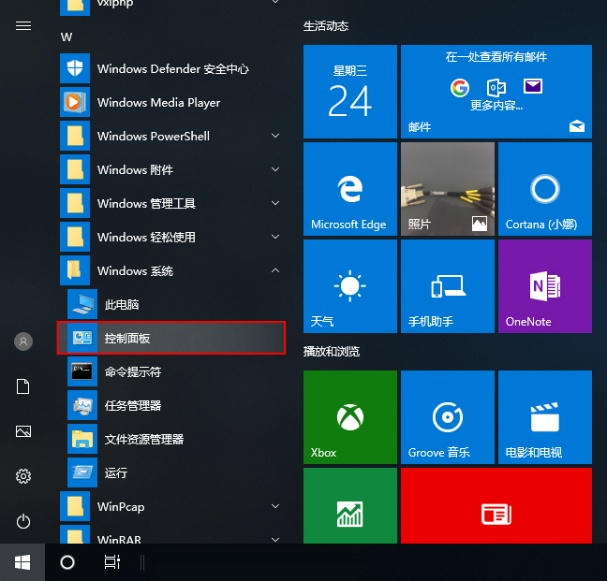 vxlphp
W
Windows Defender 安全中心
Windows Media Player
Windows PowerShell
Windows 附件
Windows 管理工具
Windows 轻松使用
Windows 系统
此电脑
控制面板
命令提示符
任务管理器
文件资源管理器
运行
WinPcap
WinRAR
生活动态
星期三
24
在一处查看所有邮件
更多内容...
邮件
Microsoft Edge
照片
Cortana (小娜)
天气
手机助手
OneNote
播放和浏览
Xbox
Groove 音乐
电影和电视